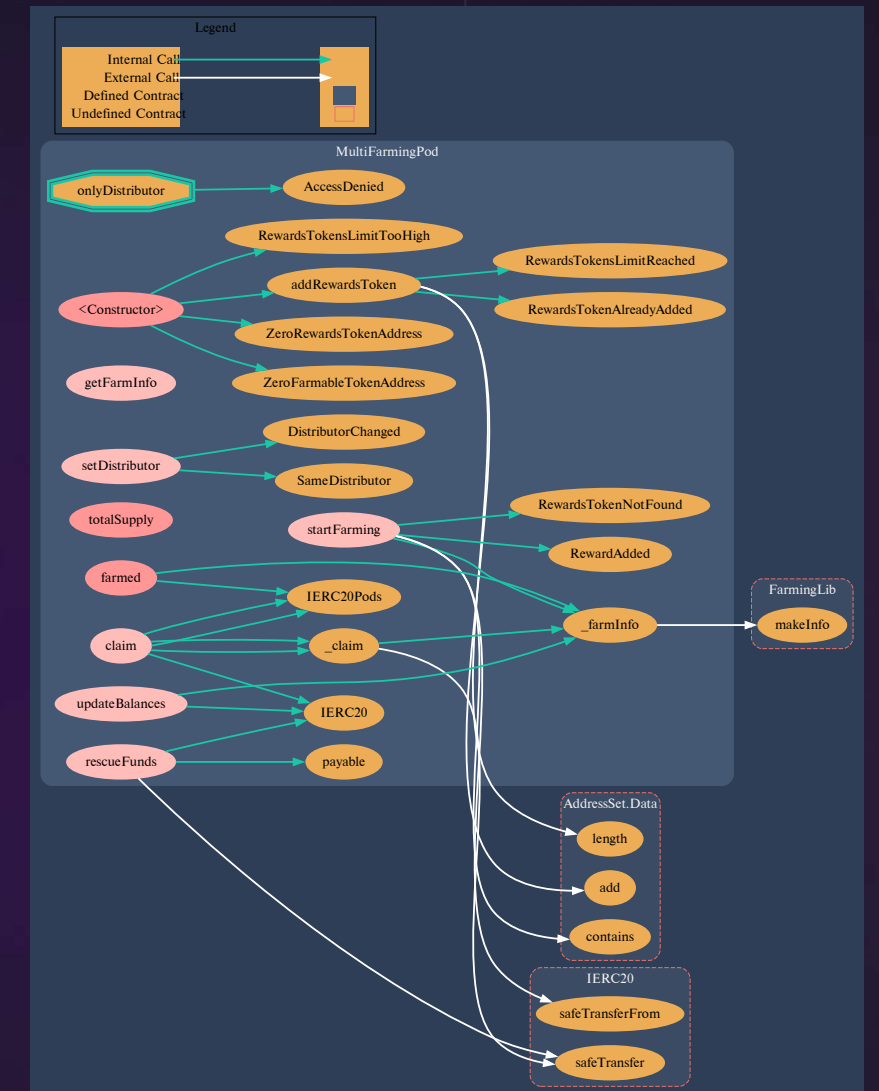 Legend
Internal Call
External Call
Defined Contract
Undefined Contract
MultiFarmingPod
onlyDistributor
AccessDenied
RewardsTokensLimitTooHigh
RewardsTokensLimitReached
addRewardsToken
<Constructor>
RewardsTokenAlreadyAdded
ZeroRewardsTokenAddress
getFarmInfo
ZeroFarmableTokenAddress
DistributorChanged
setDistributor
SameDistributor
RewardsTokenNotFound
totalSupply
startFarming
RewardAdded
farmed
FarmingLib
IERC20Pods
_farmInfo
makeInfo
claim
_claim
updateBalances
IERC20
rescueFunds
payable
AddressSet.Data
length
add
contains
IERC20
safeTransferFrom
safeTransfer